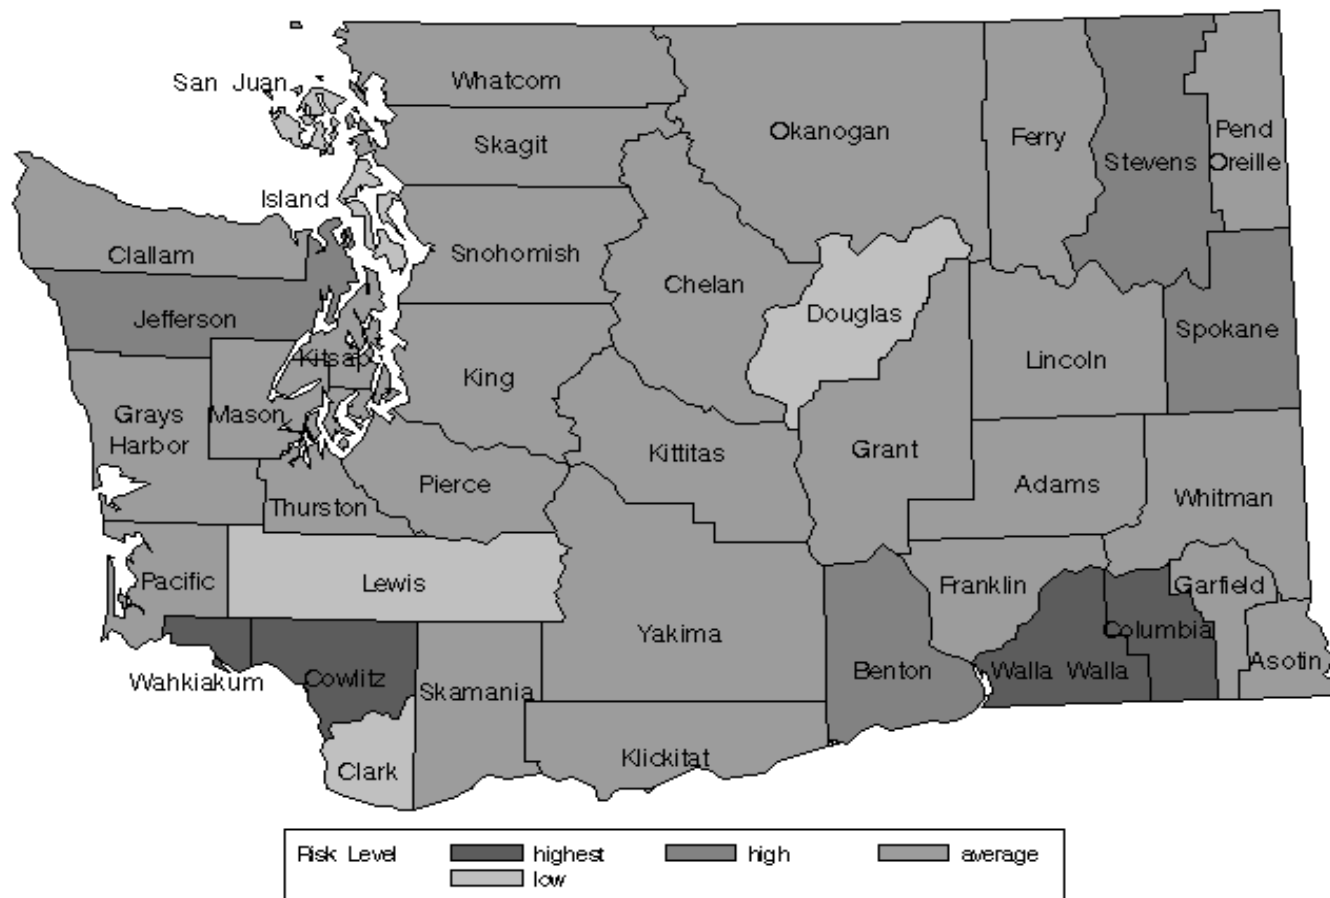 Whatcom
San Juan
Okanogan
Pend
Oreille
Ferry
Skagit
Stevens
Island
Clallam
Snohomish
Chelan
Douglas
Jefferson
Spokane
Kitsap
Lincoln
King
Grays
Harbor
Mason
Kittitas
Grant
Pierce
Adams
Whitman
Thurston
Pacific
Lewis
Franklin
Garfield
Yakima
Columbia
Wahkiakum
Cowlitz
Skamania
Benton
Walla Walla
Asotin
Clark
Klickitat
Risk Level highest high average
low